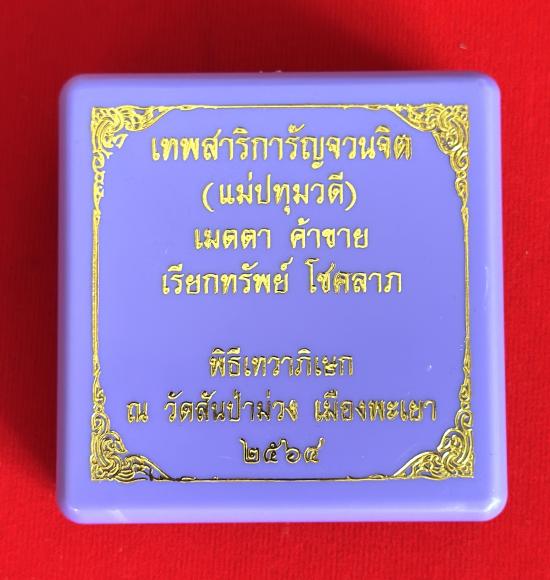 เทพสาริการัญจวนจิต
(แม่ปทุมวดี)
เมตตา ค้าขาย
เรียกทรัพย์ โชคลาภ
พิธีเทวาภิเษก
ณ วัดสันป่าม่วง เมืองพะเยา
๒๕๖๔